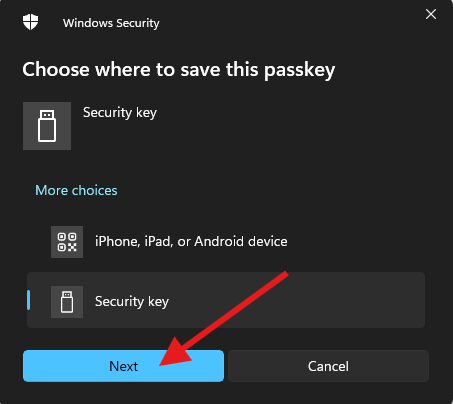 Windows Security
Choose where to save this passkey
Security key
More choices
iPhone, iPad, or Android device
Security key
Next
Cancel